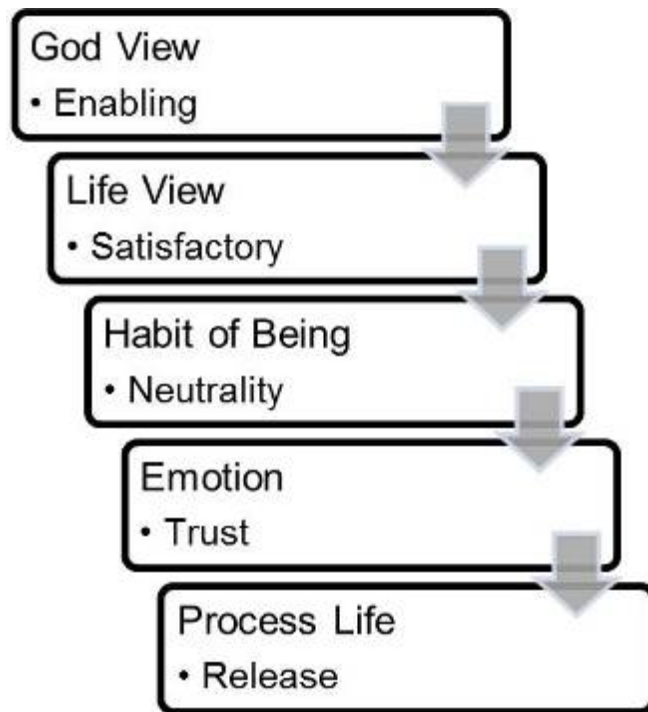 God View
• Enabling
Life View
• Satisfactory
Habit of Being
• Neutrality
Emotion
• Trust
Process Life
• Release